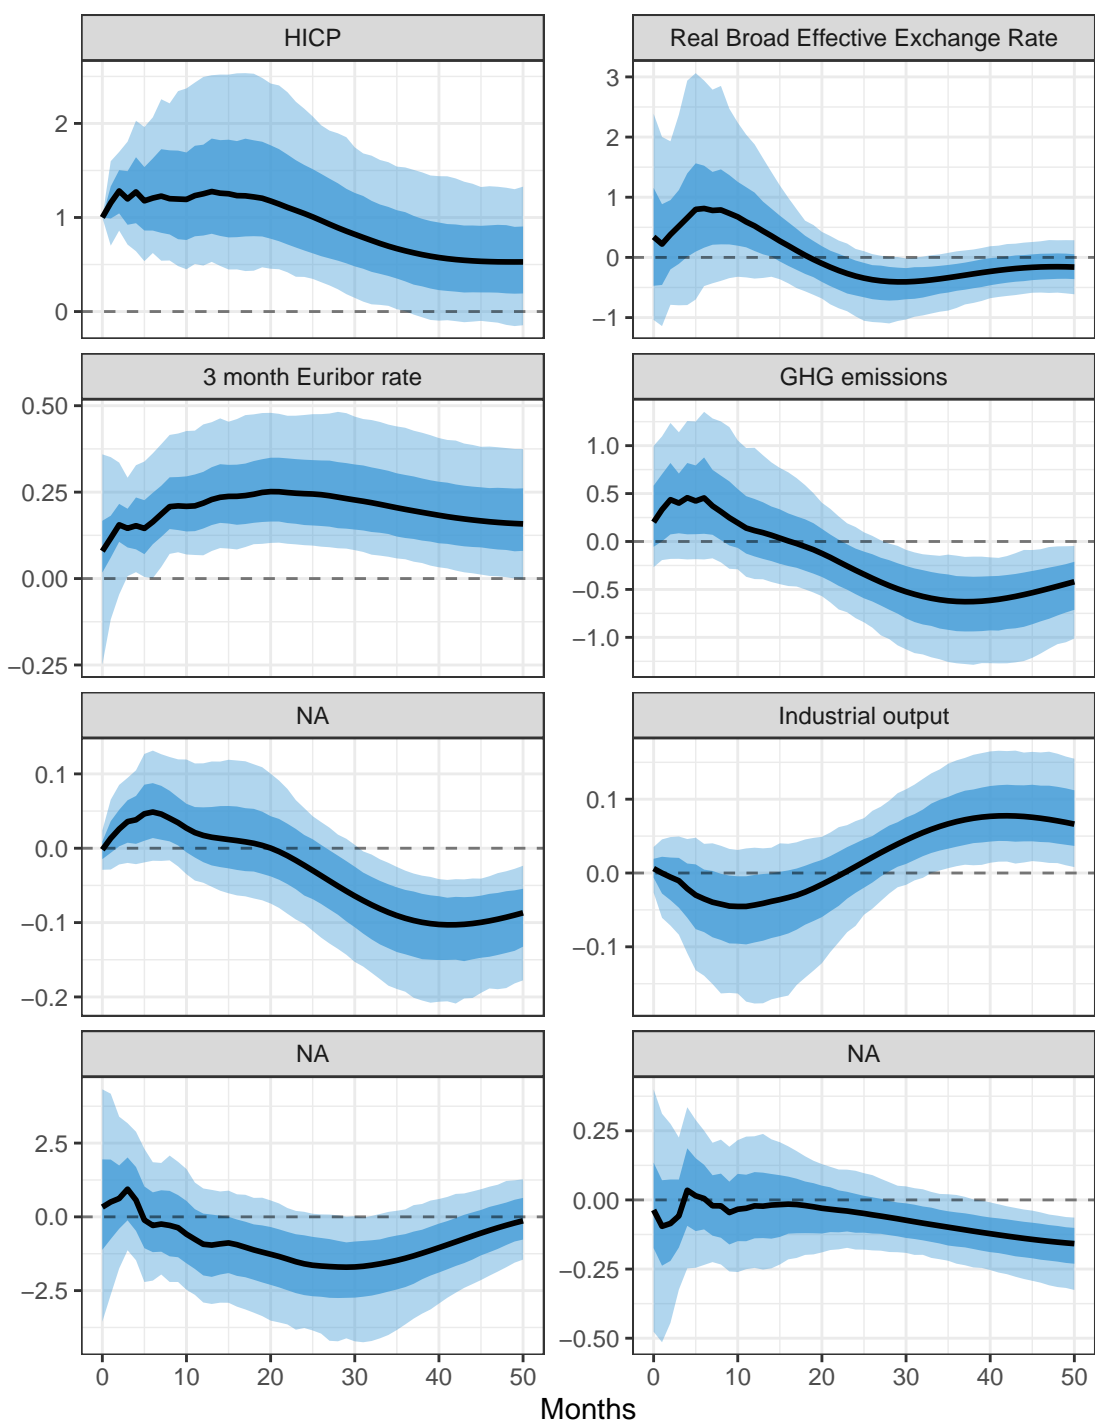 HICP
Real Broad Effective Exchange Rate
2
1
0
3
2
1
0
−1
3 month Euribor rate
GHG emissions
0.50
0.25
0.00
−0.25
1.0
0.5
0.0
−0.5
−1.0
NA
Industrial output
0.1
0.0
−0.1
−0.2
0.1
0.0
−0.1
NA
NA
2.5
0.0
−2.5
0.25
0.00
−0.25
−0.50
0 10 20 30 40 50
0 10 20 30 40 50
Months